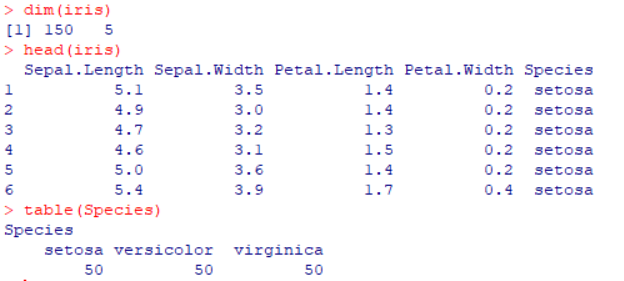 > dim(iris)
[1] 150   5
> head(iris)
  Sepal.Length Sepal.Width Petal.Length Petal.Width Species
1          5.1         3.5          1.4         0.2  setosa
2          4.9         3.0          1.4         0.2  setosa
3          4.7         3.2          1.3         0.2  setosa
4          4.6         3.1          1.5         0.2  setosa
5          5.0         3.6          1.4         0.2  setosa
6          5.4         3.9          1.7         0.4  setosa
> table(Species)
Species
    setosa versicolor  virginica
        50         50         50